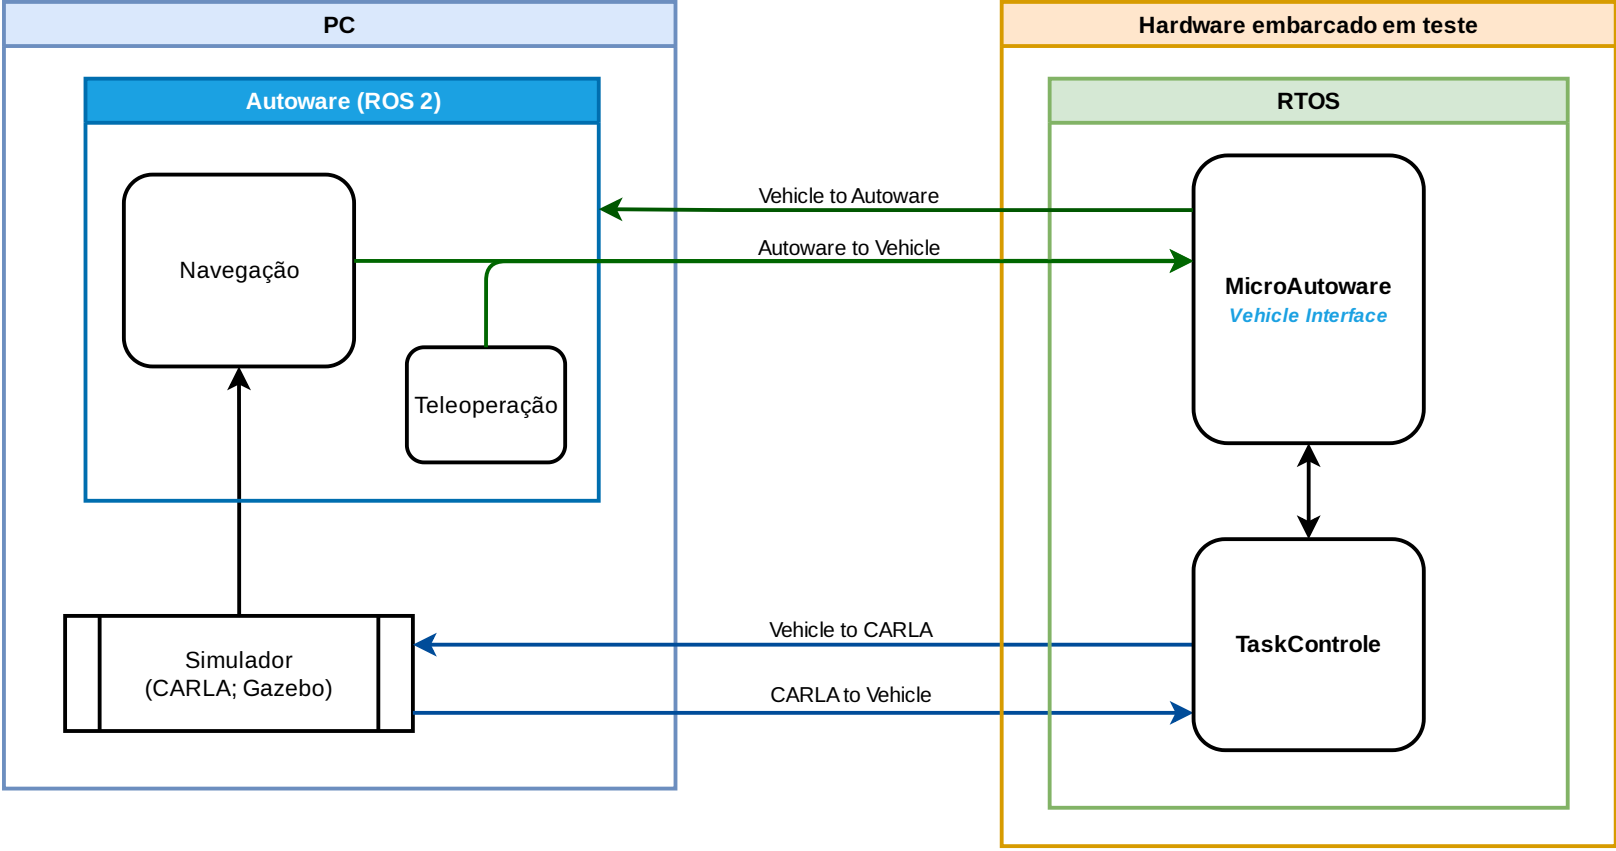 PC
Autoware (ROS 2)
Navegação
Teleoperação
Simulador
(CARLA; Gazebo)
Vehicle to Autoware
Autoware to Vehicle
Vehicle to CARLA
CARLA to Vehicle
Hardware embarcado em teste
RTOS
MicroAutoware
Vehicle Interface
TaskControle